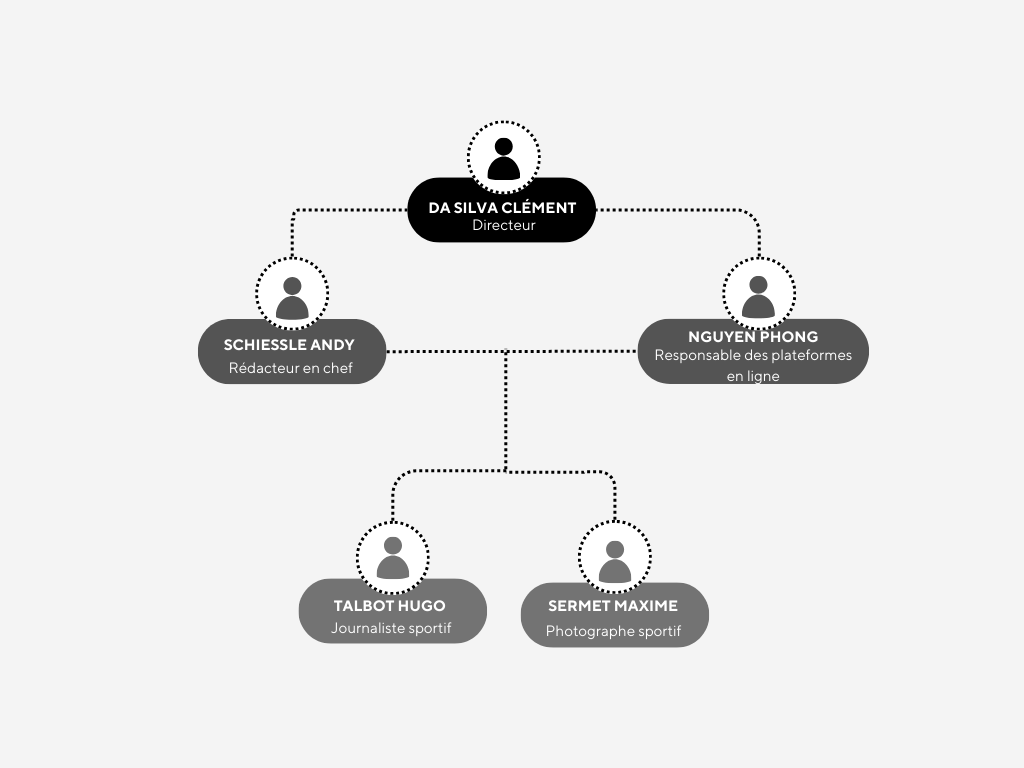 DA SILVA CLÉMENT
Directeur
SCHIESSLE ANDY
Rédacteur en chef
NGUYEN PHONG
Responsable des plateformes
en ligne
TALBOT HUGO
Journaliste sportif
SERMET MAXIME
Photographe sportif